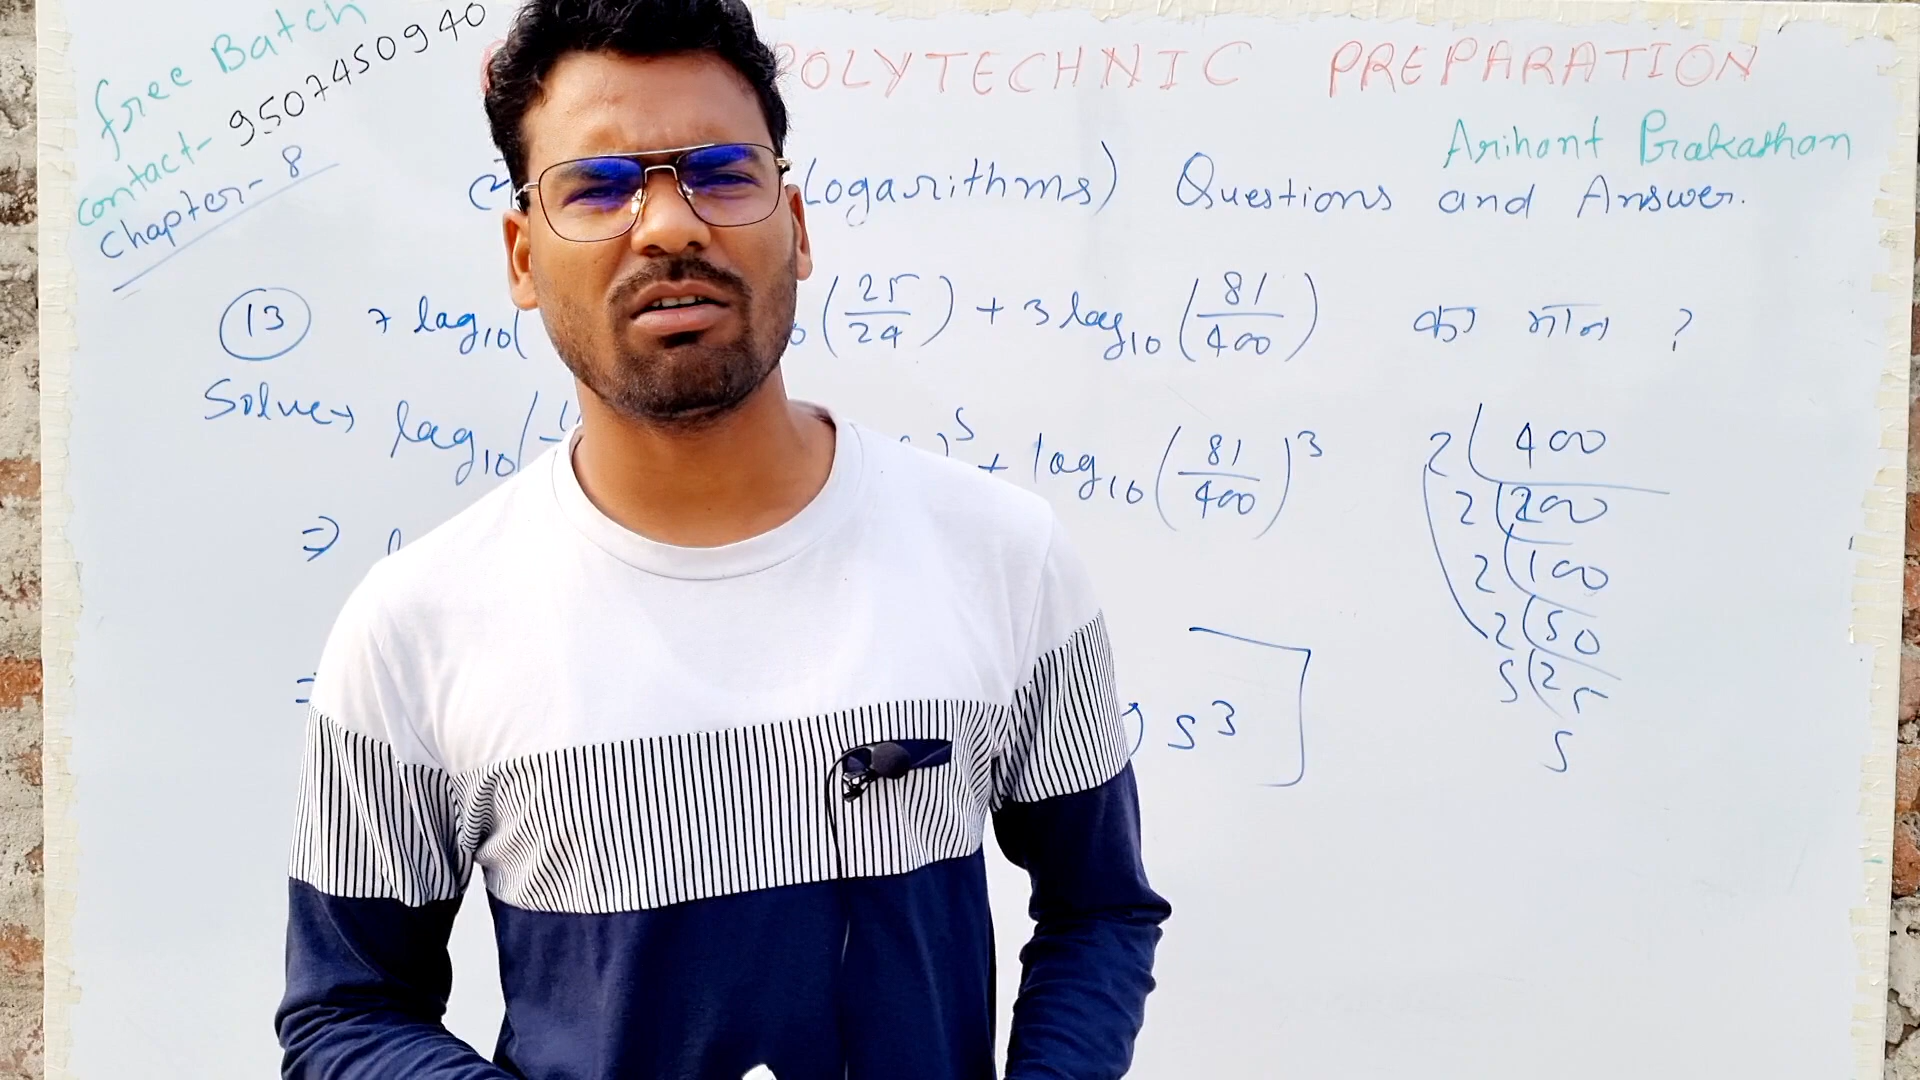 free Batch
contact- 9507450940
Chapter- 8
POLYTECHNIC PREPARATION
Arihant Prakashan
(Logarithms) Questions and Answer.
13 7 log10( (25/24) + 3 log10 (81/400) का मान ?
Solve→ log10( )5 + log10 (81/400)3
⇒
53
2 400
2 200
2 100
2 50
5 25
5